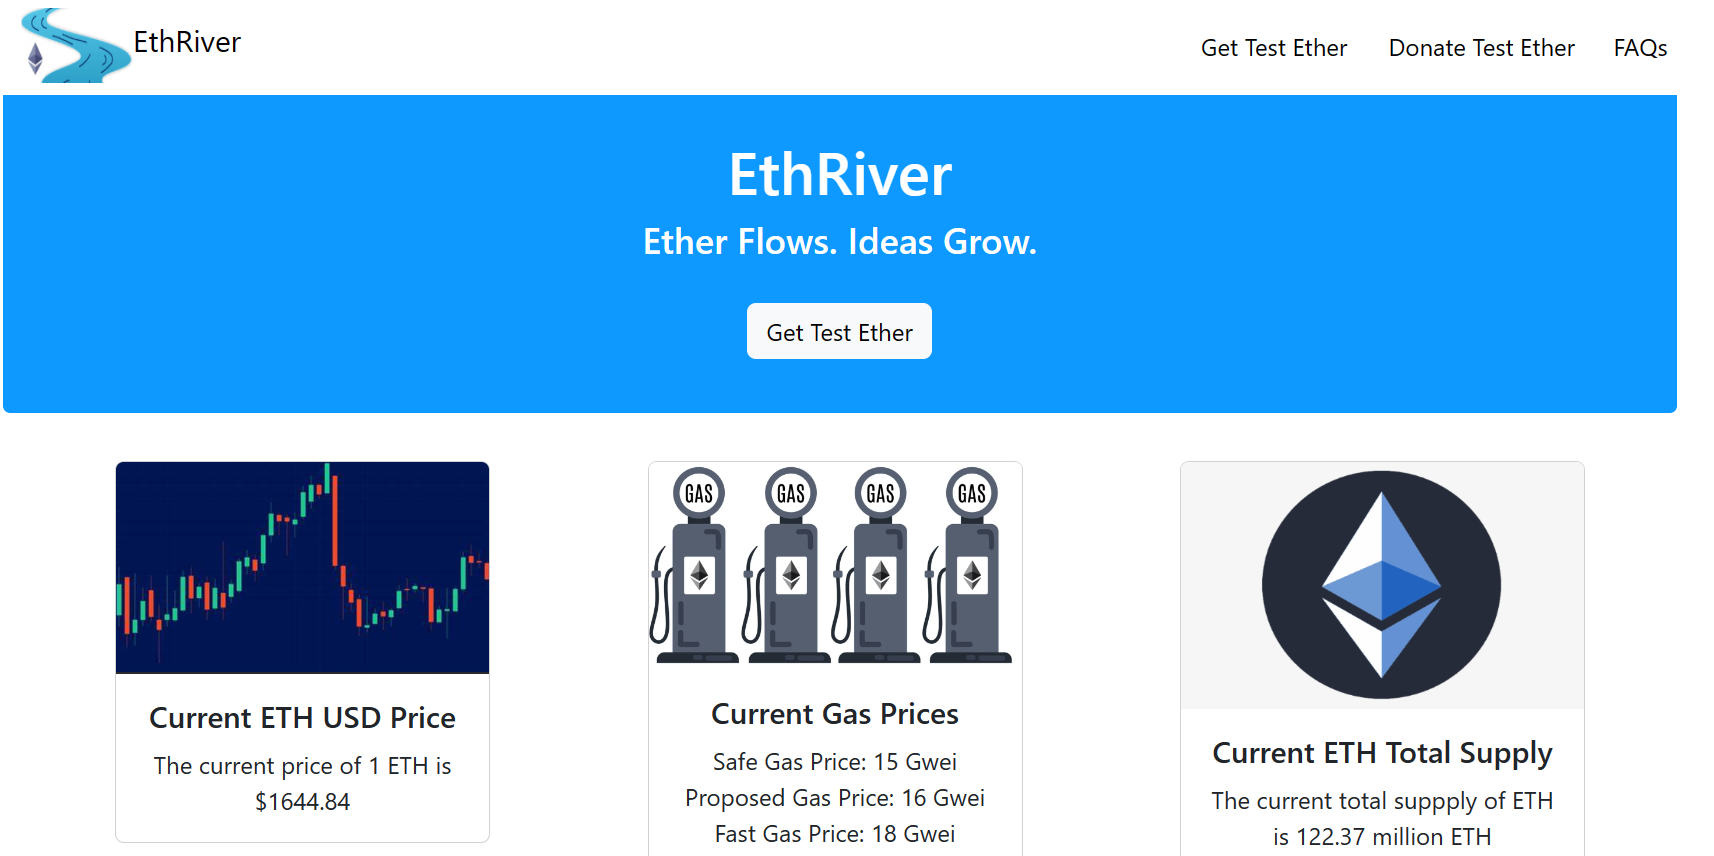 EthRiver
Get Test Ether
Donate Test Ether
FAQs
EthRiver
Ether Flows. Ideas Grow.
Get Test Ether
Current ETH USD Price
The current price of 1 ETH is
$1644.84
GAS
GAS
GAS
GAS
Current Gas Prices
Safe Gas Price: 15 Gwei
Proposed Gas Price: 16 Gwei
Fast Gas Price: 18 Gwei
Current ETH Total Supply
The current total suppply of ETH
is 122.37 million ETH